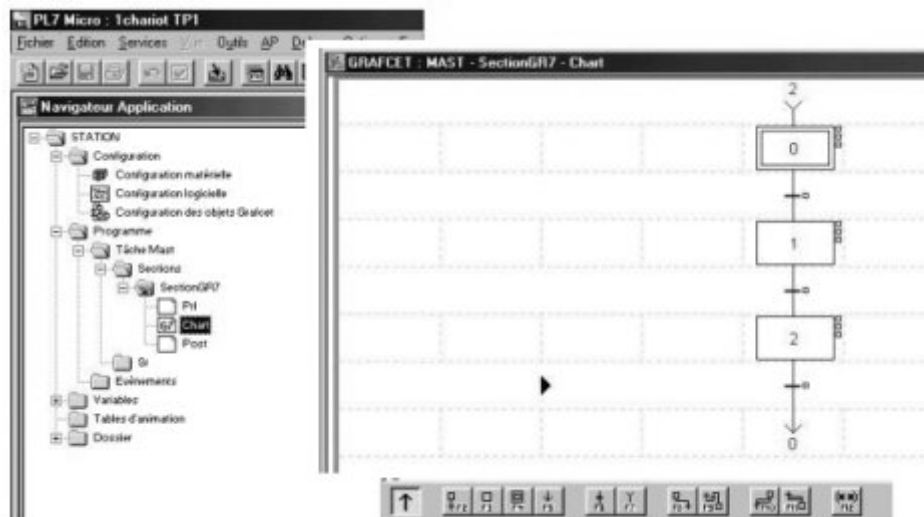 PL7 Micro : 1chariot TP1
Fichier Edition Services Outils AP
Navigateur Application
STATION
Configuration
Configuration matérielle
Configuration logicielle
Configuration des objets Grafcet
Programme
Tâche Mast
Sections
SectionGR7
Prl
Chart
Post
Sr
Evénements
Variables
Tables d'animation
Dossier
GRAFCET : MAST - SectionGR7 - Chart
2
0
1
2
0